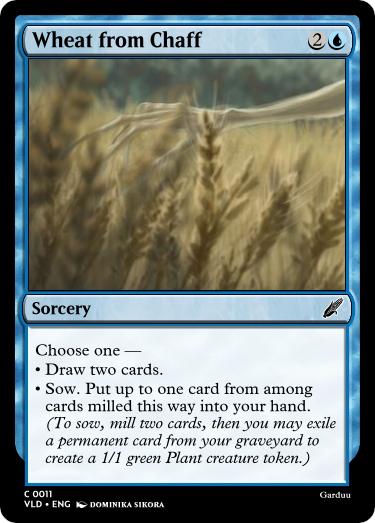 Wheat from Chaff 2
Sorcery
Choose one —
• Draw two cards.
• Sow. Put up to one card from among
cards milled this way into your hand.
(To sow, mill two cards, then you may exile
a permanent card from your graveyard to
create a 1/1 green Plant creature token.)
C 0011
VLD • ENG DOMINIKA SIKORA
Garduu